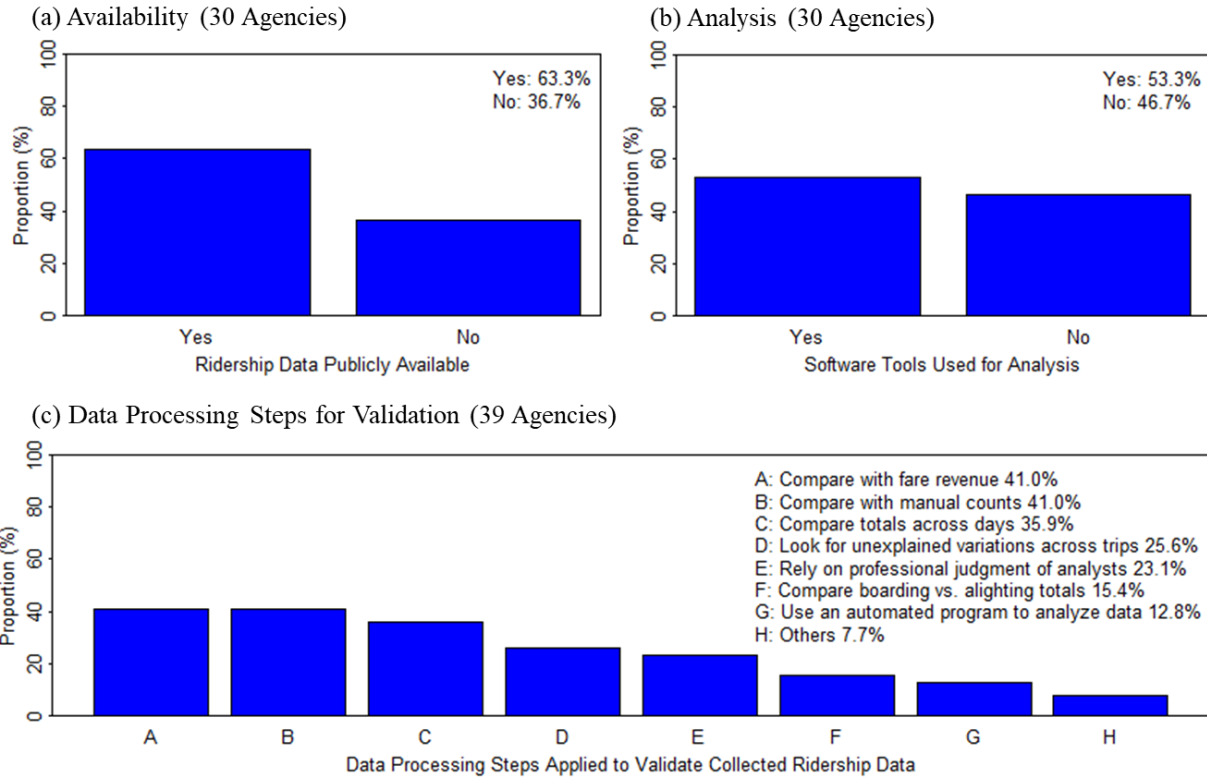 (a) Availability (30 Agencies)
100
80
60
40
20
0
Proportion (%)
Yes: 63.3%
No: 36.7%
Yes
No
Ridership Data Publicly Available
(b) Analysis (30 Agencies)
100
80
60
40
20
0
Proportion (%)
Yes: 53.3%
No: 46.7%
Yes
No
Software Tools Used for Analysis
(c) Data Processing Steps for Validation (39 Agencies)
100
80
60
40
20
0
Proportion (%)
A: Compare with fare revenue 41.0%
B: Compare with manual counts 41.0%
C: Compare totals across days 35.9%
D: Look for unexplained variations across trips 25.6%
E: Rely on professional judgment of analysts 23.1%
F: Compare boarding vs. alighting totals 15.4%
G: Use an automated program to analyze data 12.8%
H: Others 7.7%
A
B
C
D
E
F
G
H
Data Processing Steps Applied to Validate Collected Ridership Data